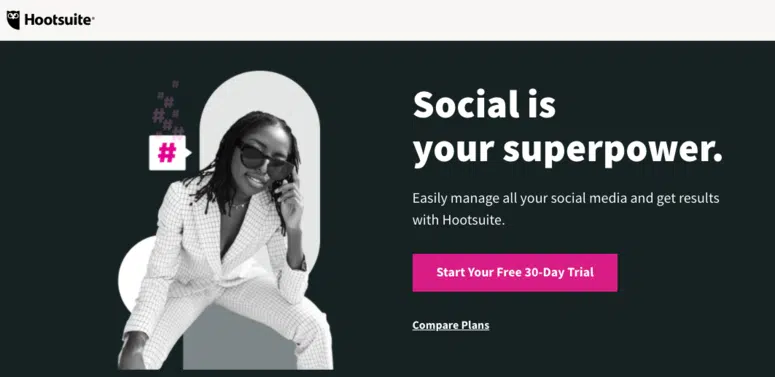 Hootsuite®
#
Social is
your superpower.
Easily manage all your social media and get results
with Hootsuite.
Start Your Free 30-Day Trial
Compare Plans